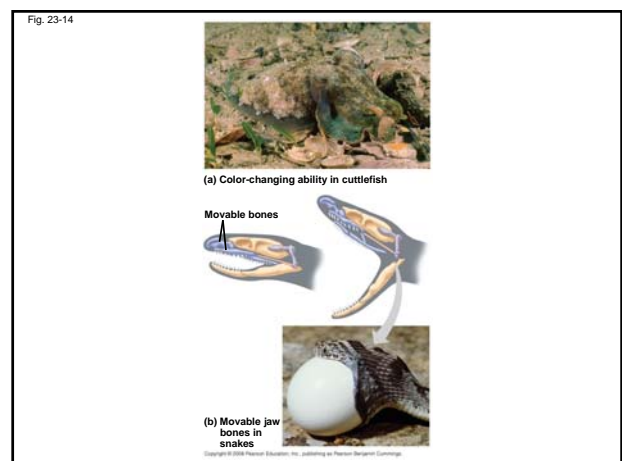 Fig. 23-14
(a) Color-changing ability in cuttlefish
Movable bones
(b) Movable jaw
bones in
snakes
Copyright © 2008 Pearson Education, Inc., publishing as Pearson Benjamin Cummings.